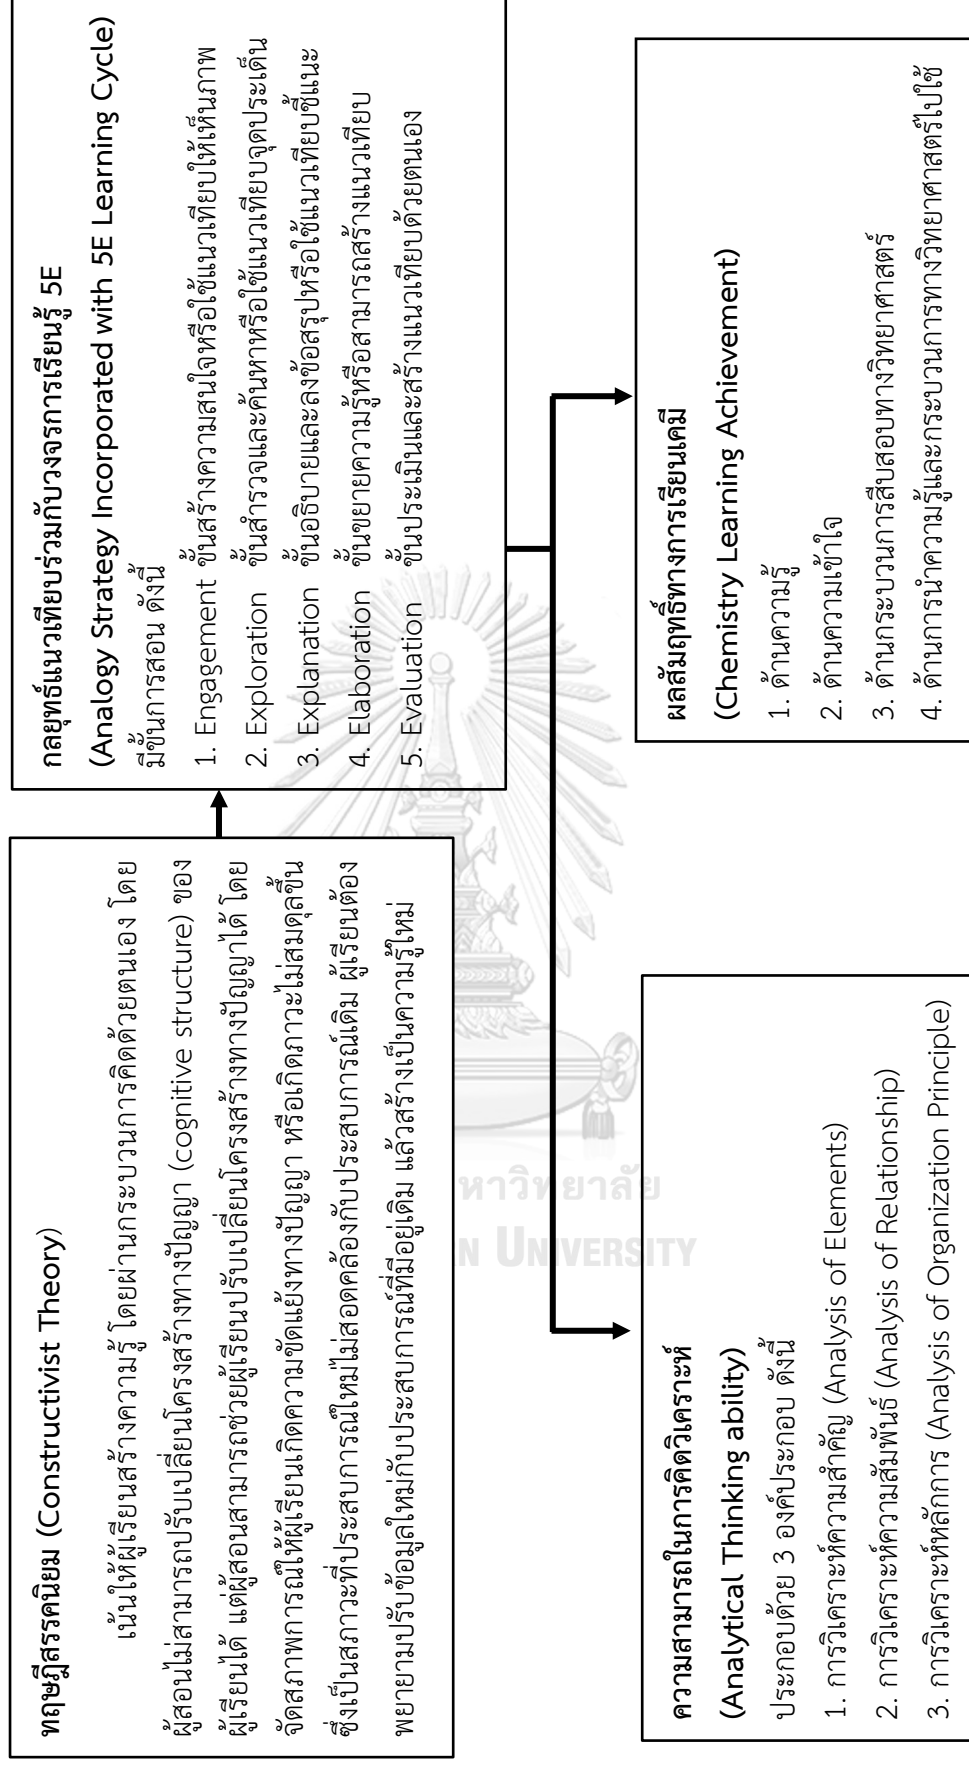 ทฤษฎีสรรคนิยม (Constructivist Theory)
เน้นให้ผู้เรียนสร้างความรู้ โดยผ่านกระบวนการคิดด้วยตนเอง โดย
ผู้สอนไม่สามารถปรับเปลี่ยนโครงสร้างทางปัญญา (cognitive structure) ของ
ผู้เรียนได้ แต่ผู้สอนสามารถช่วยผู้เรียนปรับเปลี่ยนโครงสร้างทางปัญญาได้ โดย
จัดสภาพการณ์ให้ผู้เรียนเกิดความขัดแย้งทางปัญญา หรือเกิดภาวะไม่สมดุลขึ้น
ซึ่งเป็นสภาวะที่ประสบการณ์ใหม่ไม่สอดคล้องกับประสบการณ์เดิม ผู้เรียนต้อง
พยายามปรับข้อมูลใหม่กับประสบการณ์ที่มีอยู่เดิม แล้วสร้างเป็นความรู้ใหม่
กลยุทธ์แนวเทียบร่วมกับวงจรการเรียนรู้ 5E
(Analogy Strategy Incorporated with 5E Learning Cycle)
มีขั้นการสอน ดังนี้
1. Engagement ขั้นสร้างความสนใจหรือใช้แนวเทียบให้เห็นภาพ
2. Exploration ขั้นสำรวจและค้นหาหรือใช้แนวเทียบจุดประเด็น
3. Explanation ขั้นอธิบายและลงข้อสรุปหรือใช้แนวเทียบชี้แนะ
4. Elaboration ขั้นขยายความรู้หรือสามารถสร้างแนวเทียบ
5. Evaluation ขั้นประเมินและสร้างแนวเทียบด้วยตนเอง
ความสามารถในการคิดวิเคราะห์
(Analytical Thinking ability)
ประกอบด้วย 3 องค์ประกอบ ดังนี้
1. การวิเคราะห์ความสำคัญ (Analysis of Elements)
2. การวิเคราะห์ความสัมพันธ์ (Analysis of Relationship)
3. การวิเคราะห์หลักการ (Analysis of Organization Principle)
ผลสัมฤทธิ์ทางการเรียนเคมี
(Chemistry Learning Achievement)
1. ด้านความรู้
2. ด้านความเข้าใจ
3. ด้านกระบวนการสืบสอบทางวิทยาศาสตร์
4. ด้านการนำความรู้และกระบวนการทางวิทยาศาสตร์ไปใช้
หาวิทยาลัย
N UNIVERSITY